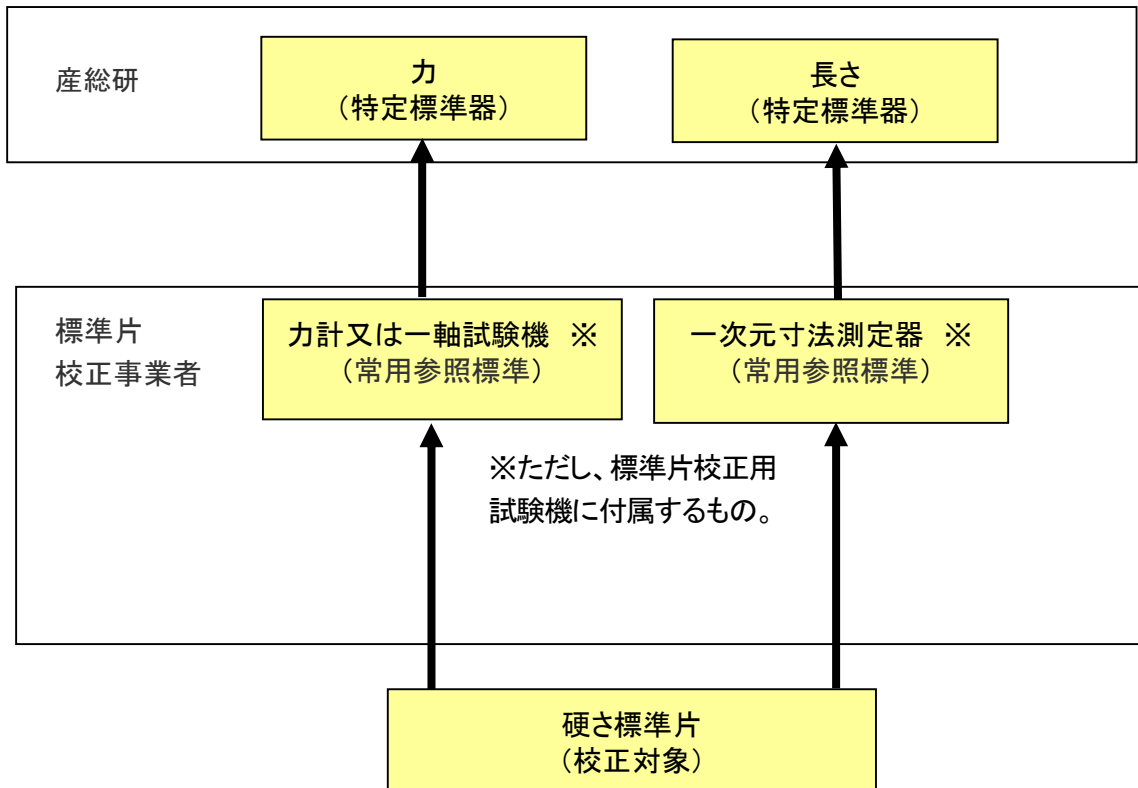 産総研
力
（特定標準器）
長さ
（特定標準器）
標準片
校正事業者
力計又は一軸試験機　※
（常用参照標準）
一次元寸法測定器　※
（常用参照標準）
※ただし、標準片校正用
試験機に付属するもの。
硬さ標準片
（校正対象）